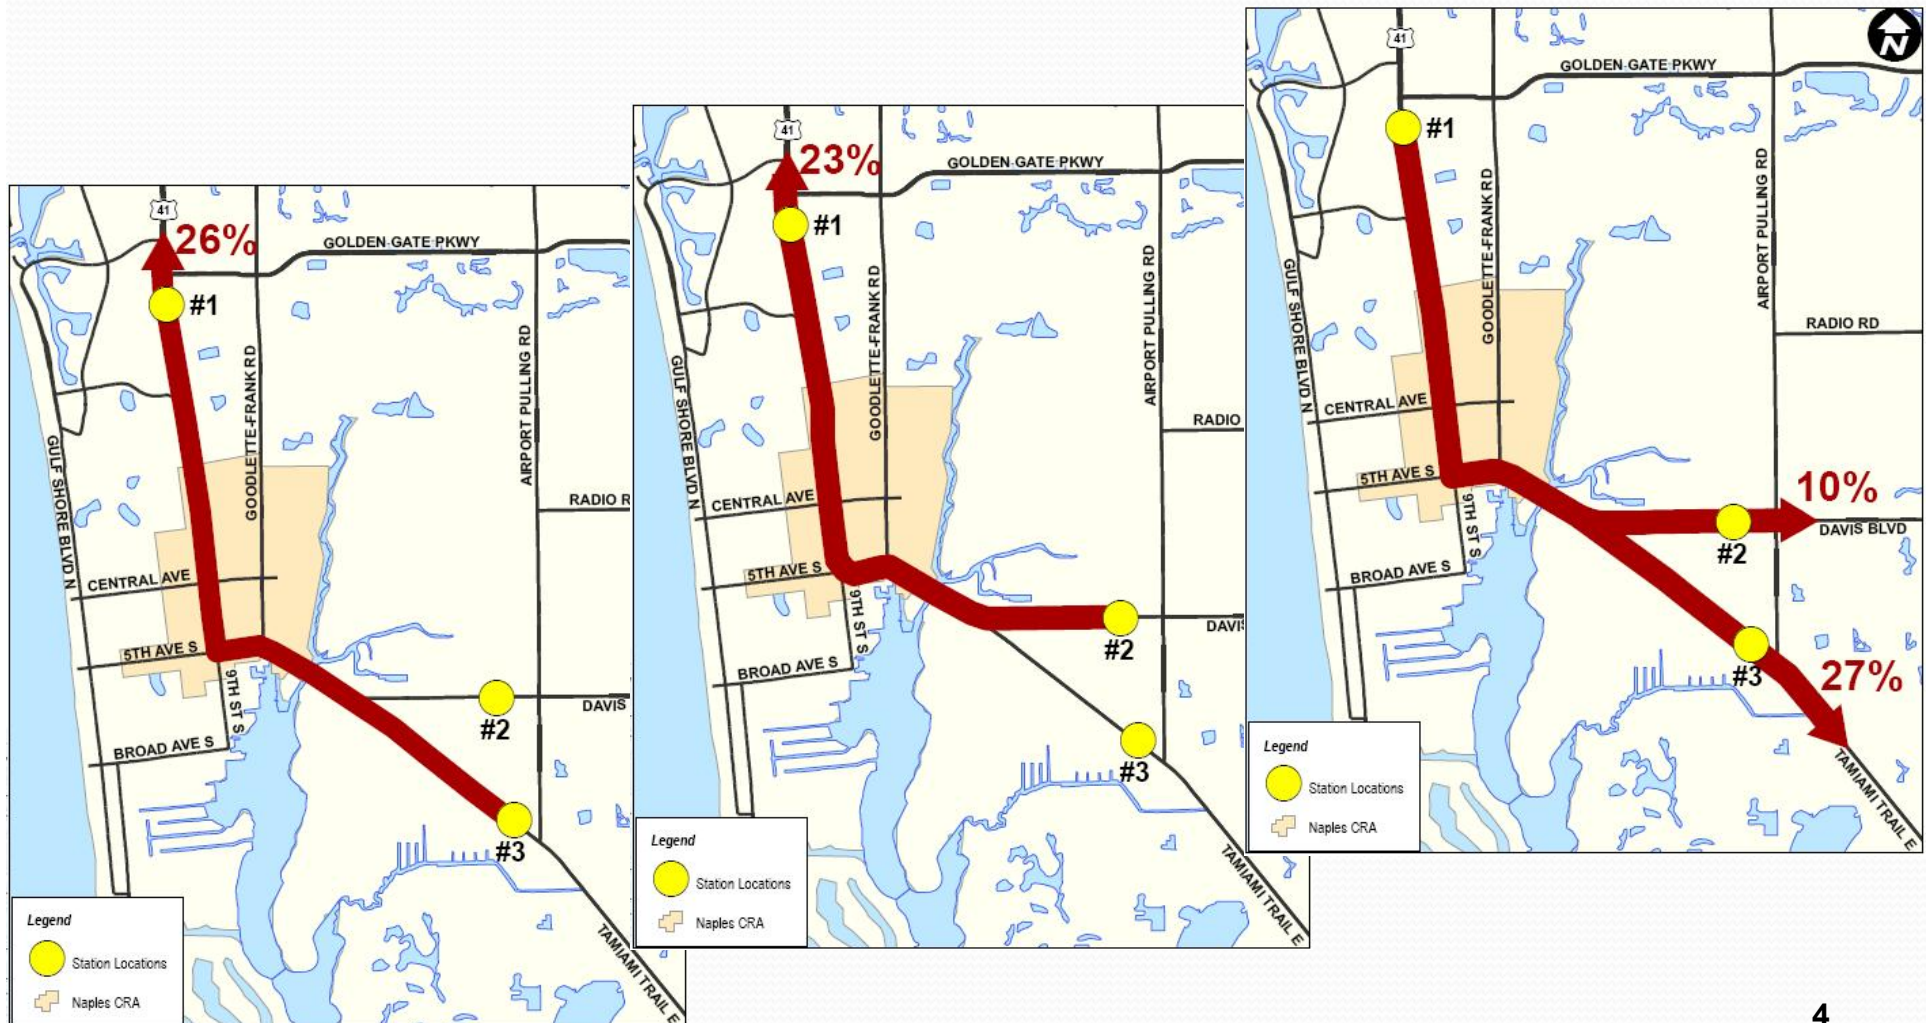 41
26%
GOLDEN GATE PKWY
#1
GOODLETTE-FRANK RD
AIRPORT PULLING RD
GULF SHORE BLVD N
RADIO R
CENTRAL AVE
5TH AVE S
9TH ST S
#2
DAVIS
BROAD AVE S
#3
TAMIAMI TRAIL E
Legend
Station Locations
Naples CRA
41
23%
GOLDEN GATE PKWY
#1
GOODLETTE-FRANK RD
AIRPORT PULLING RD
GULF SHORE BLVD N
RADIO
CENTRAL AVE
5TH AVE S
9TH ST S
#2
DAVIS
BROAD AVE S
#3
TAMIAMI TRAIL E
Legend
Station Locations
Naples CRA
N
41
GOLDEN GATE PKWY
#1
GOODLETTE-FRANK RD
AIRPORT PULLING RD
GULF SHORE BLVD N
RADIO RD
CENTRAL AVE
5TH AVE S
9TH ST S
10%
DAVIS BLVD
#2
BROAD AVE S
#3
27%
TAMIAMI TRAIL E
Legend
Station Locations
Naples CRA
4